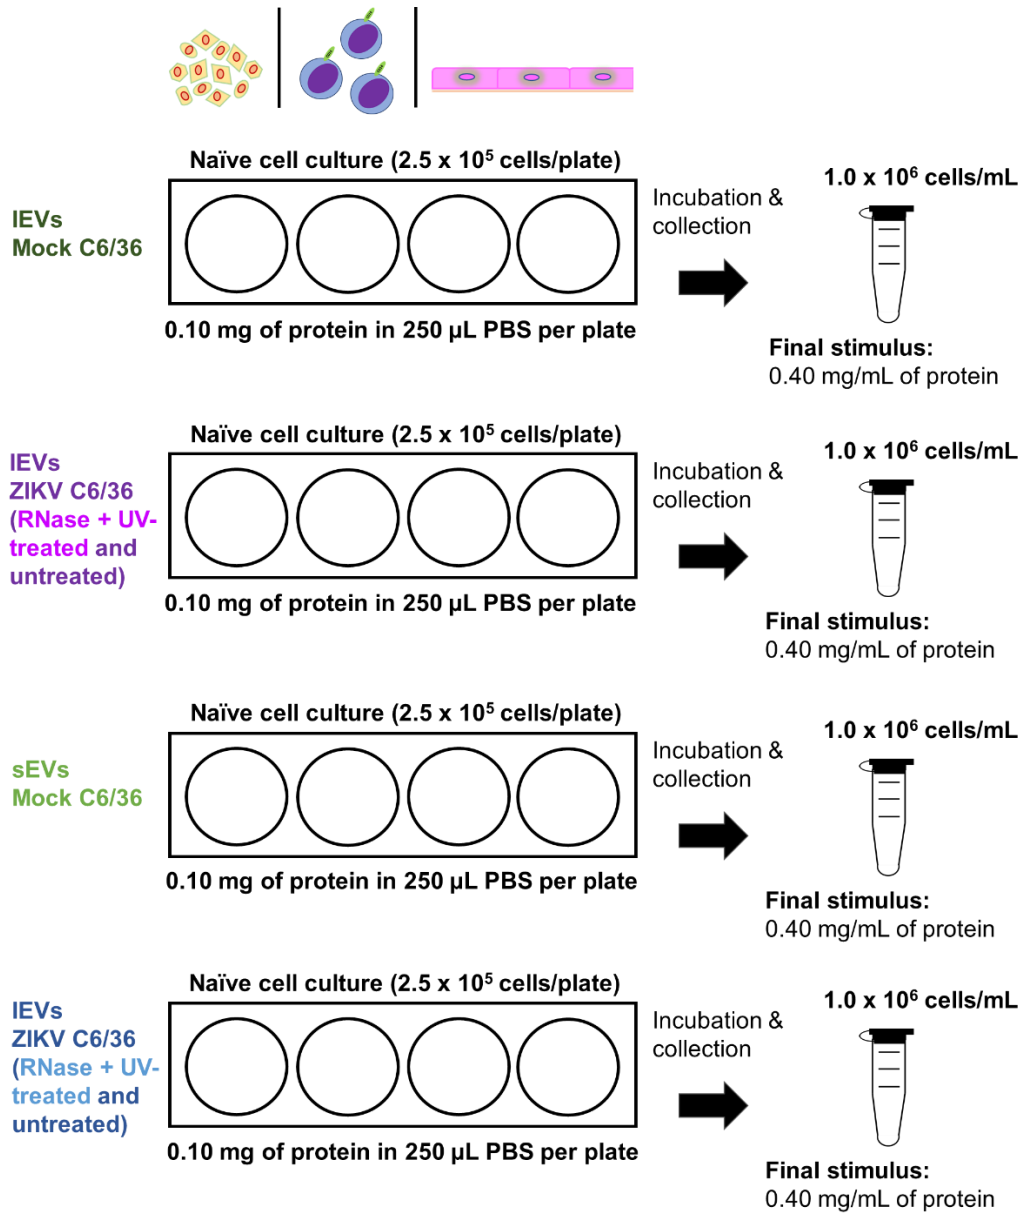 Naïve cell culture (2.5 x 10⁵ cells/plate)
1.0 x 10⁶ cells/mL
IEVs
Mock C6/36
Incubation &
collection
0.10 mg of protein in 250 µL PBS per plate
Final stimulus:
0.40 mg/mL of protein
Naïve cell culture (2.5 x 10⁵ cells/plate)
1.0 x 10⁶ cells/mL
IEVs
ZIKV C6/36
(RNase + UV-
treated and
untreated)
Incubation &
collection
0.10 mg of protein in 250 µL PBS per plate
Final stimulus:
0.40 mg/mL of protein
Naïve cell culture (2.5 x 10⁵ cells/plate)
1.0 x 10⁶ cells/mL
sEVs
Mock C6/36
Incubation &
collection
0.10 mg of protein in 250 µL PBS per plate
Final stimulus:
0.40 mg/mL of protein
Naïve cell culture (2.5 x 10⁵ cells/plate)
1.0 x 10⁶ cells/mL
IEVs
ZIKV C6/36
(RNase + UV-
treated and
untreated)
Incubation &
collection
0.10 mg of protein in 250 µL PBS per plate
Final stimulus:
0.40 mg/mL of protein